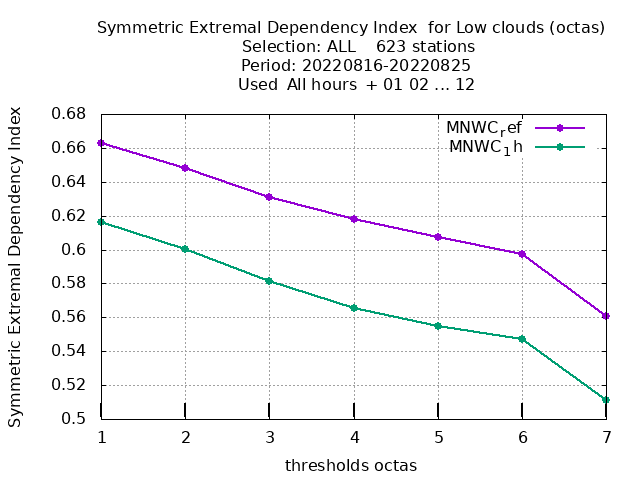 Symmetric Extremal Dependency Index  for Low clouds (octas)
Selection: ALL    623 stations
Period: 20220816-20220825
Used  All hours  + 01 02 ... 12
Symmetric Extremal Dependency Index
0.68
0.66
0.64
0.62
0.6
0.58
0.56
0.54
0.52
0.5
MNWCref
MNWC1h
1 2 3 4 5 6 7
thresholds octas